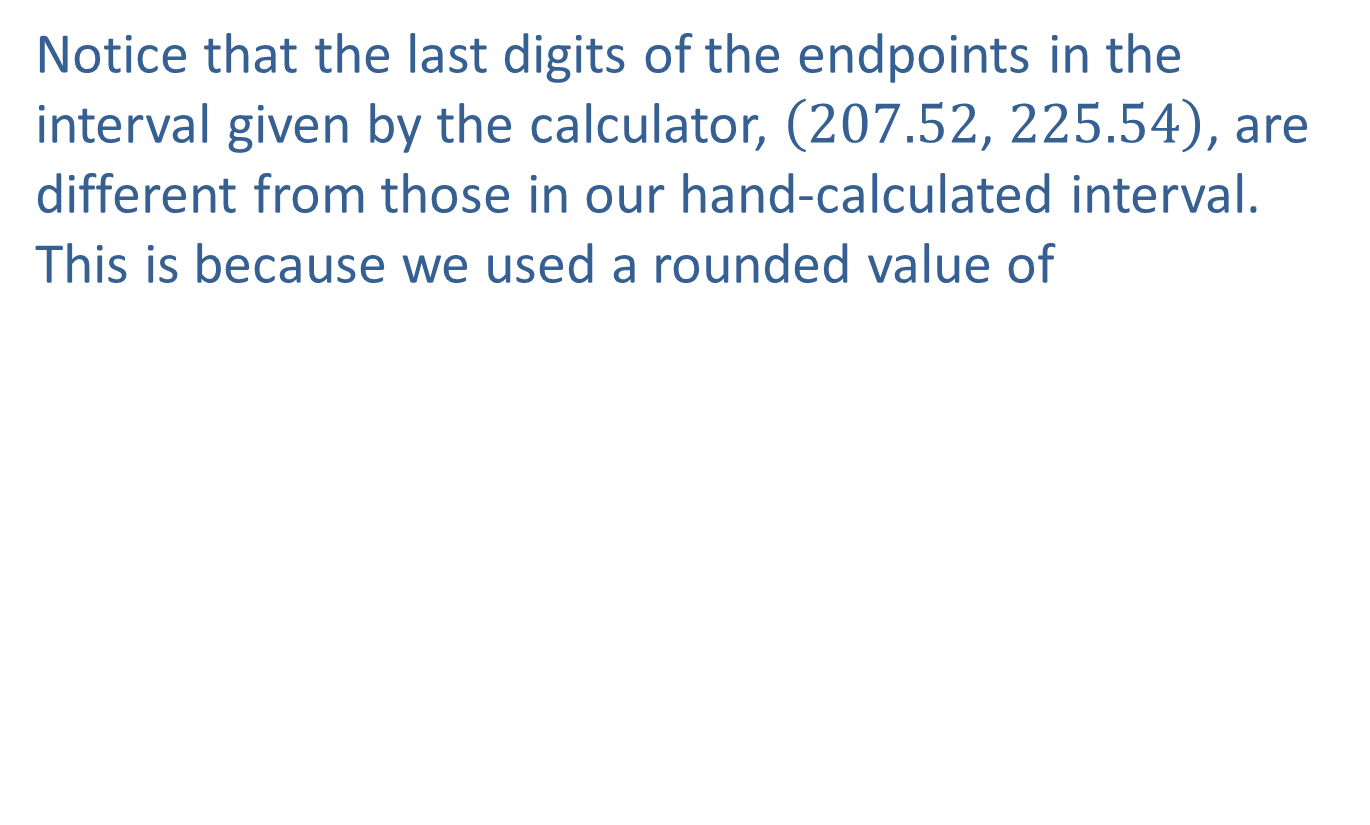 Notice that the last digits of the endpoints in the
interval given by the calculator, (207.52, 225.54), are
different from those in our hand-calculated interval.
This is because we used a rounded value of